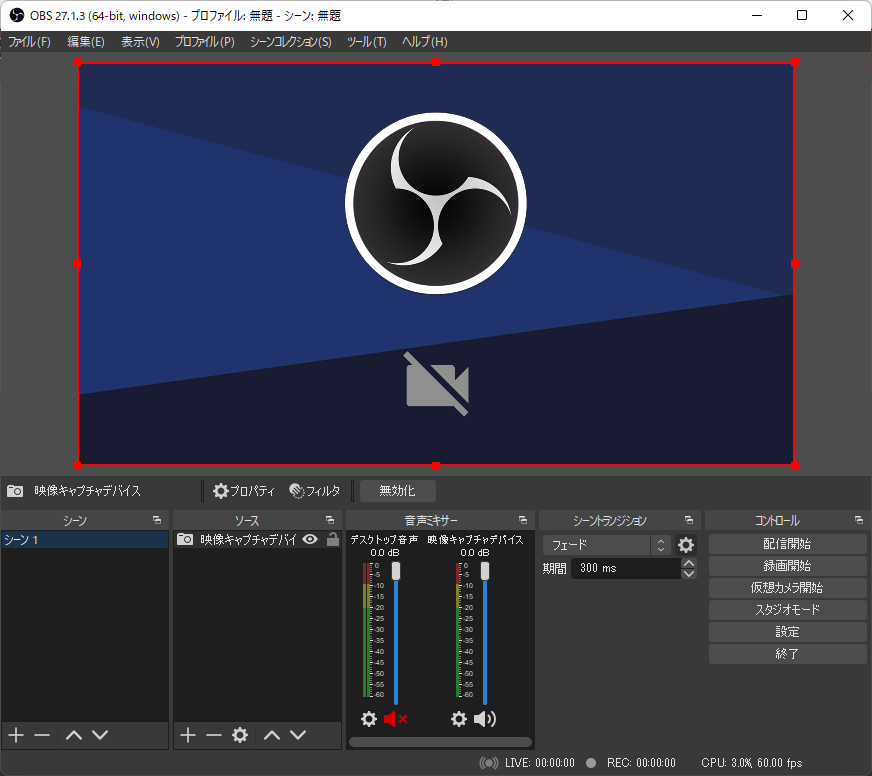 OBS 27.1.3 (64-bit, windows) - プロファイル: 無題 - シーン: 無題
ファイル(F) 編集(E) 表示(V) プロファイル(P) シーンコレクション(S) ツール(T) ヘルプ(H)
映像キャプチャデバイス プロパティ フィルタ 無効化
シーン ソース 音声ミキサー シーントランジション コントロール
シーン 1
映像キャプチャデバイ
デスクトップ音声 映像キャプチャデバイス
0.0 dB 0.0 dB
0 0
-5 -5
-10 -10
-15 -15
-20 -20
-25 -25
-30 -30
-35 -35
-40 -40
-45 -45
-50 -50
-55 -55
-60 -60
フェード
期間 300 ms
配信開始
録画開始
仮想カメラ開始
スタジオモード
設定
終了
LIVE: 00:00:00 REC: 00:00:00 CPU: 3.0%, 60.00 fps